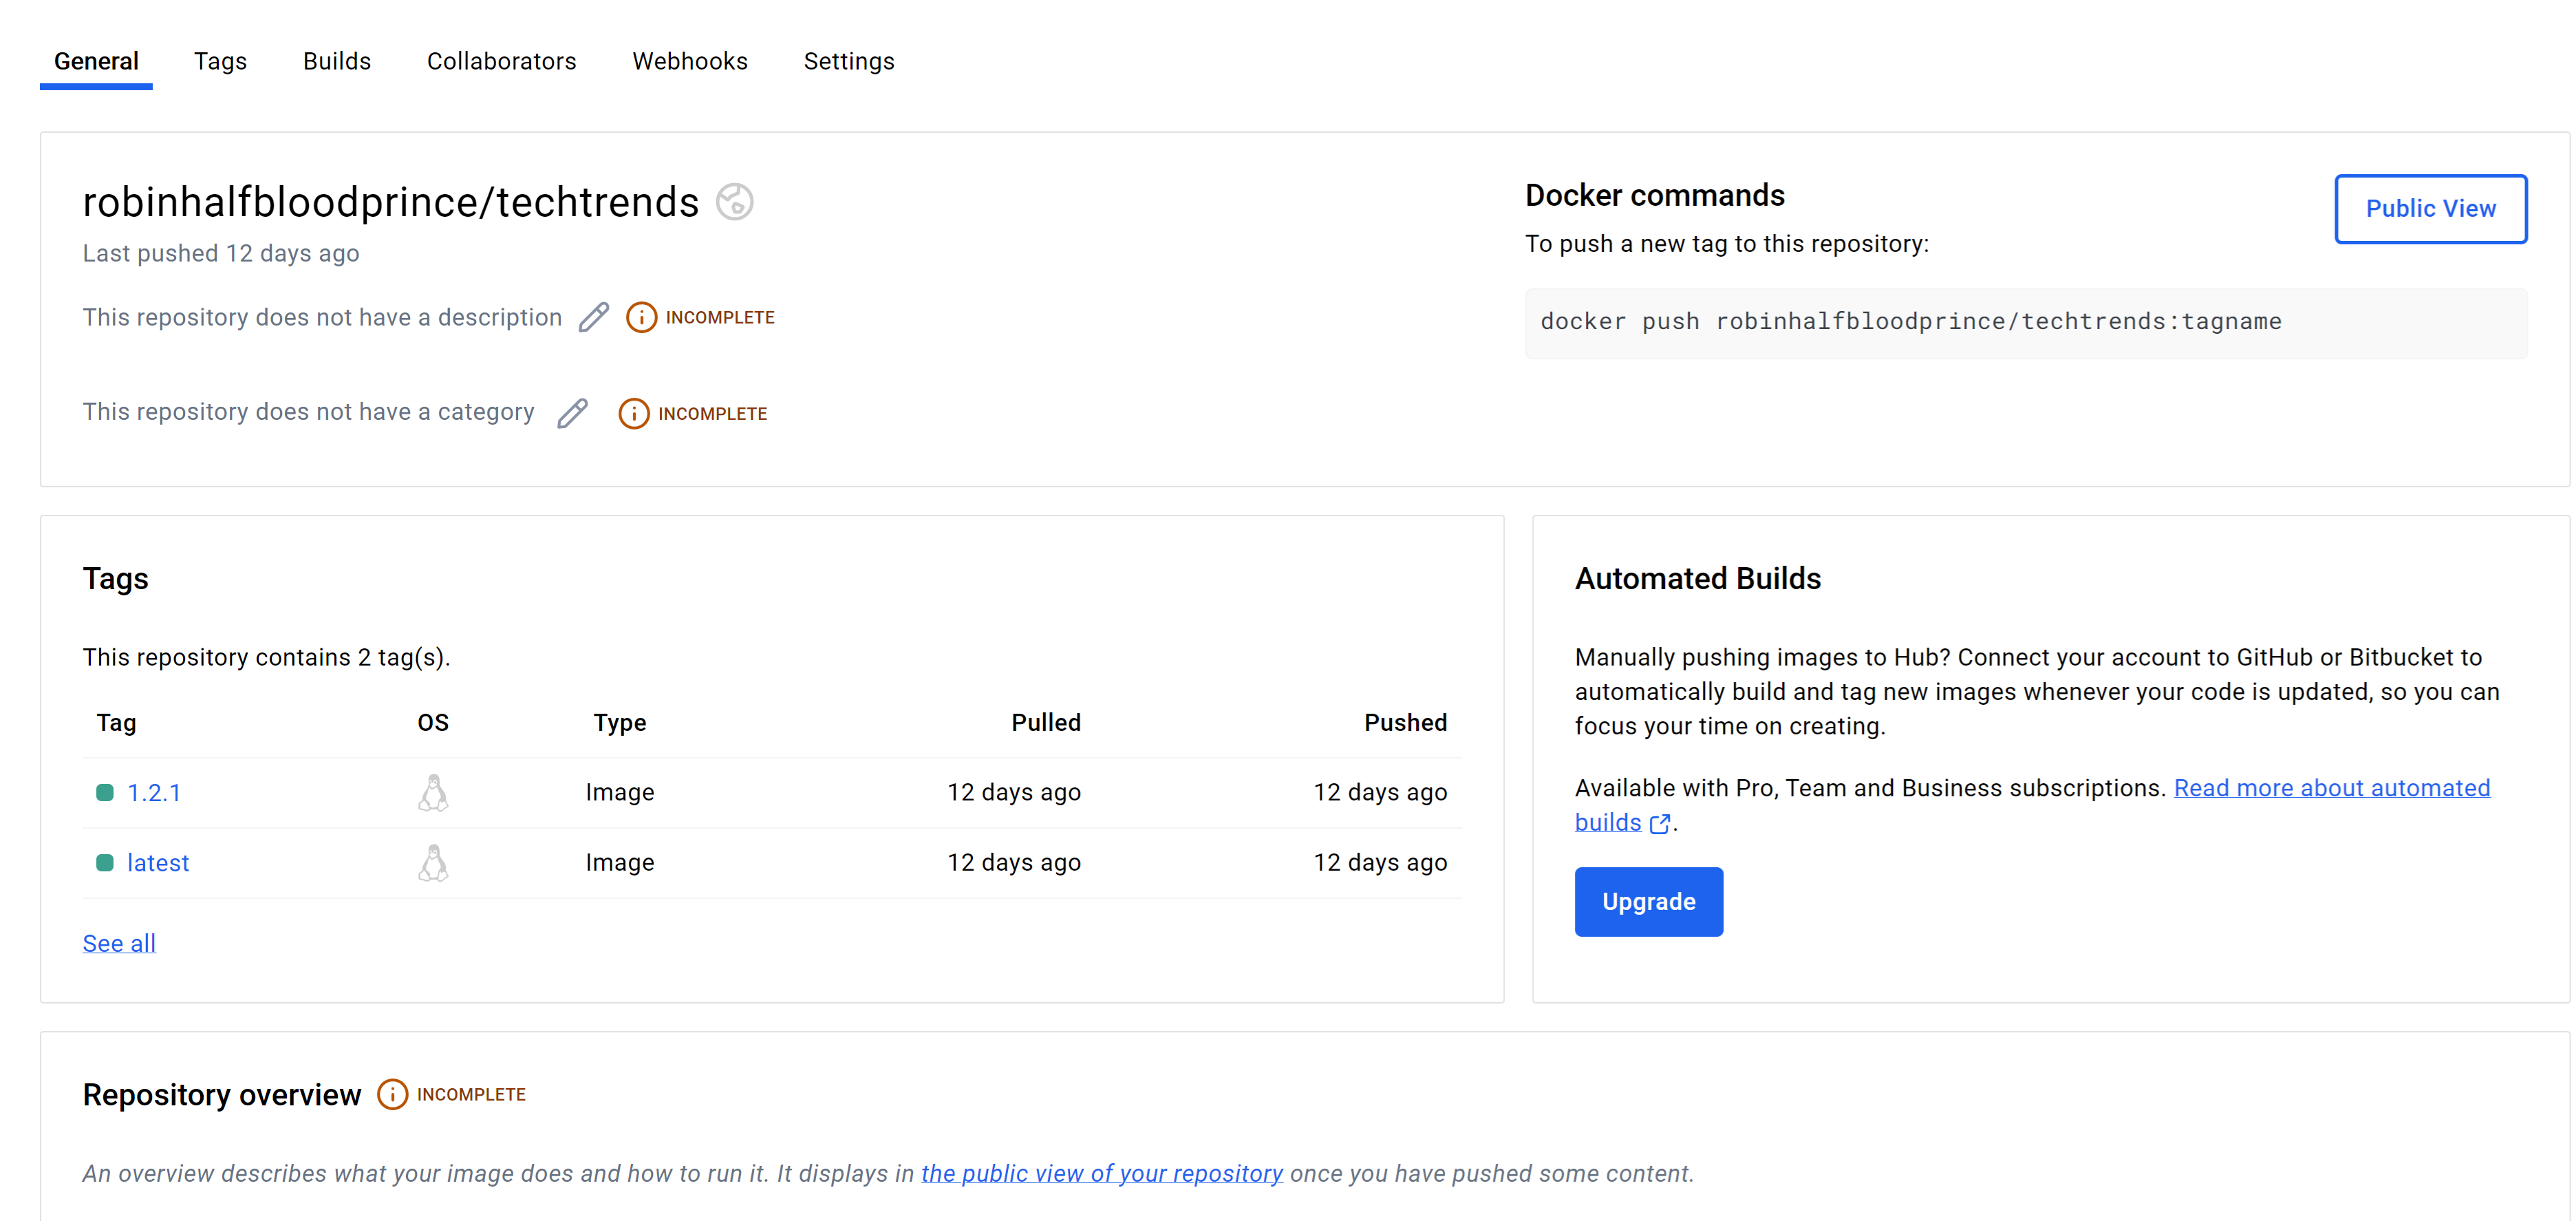 General Tags Builds Collaborators Webhooks Settings
robinhalfbloodprince/techtrends
Last pushed 12 days ago
This repository does not have a description INCOMPLETE
This repository does not have a category INCOMPLETE
Docker commands
To push a new tag to this repository:
Public View
docker push robinhalfbloodprince/techtrends:tagname
Tags
This repository contains 2 tag(s).
Tag OS Type Pulled Pushed
1.2.1 Image 12 days ago 12 days ago
latest Image 12 days ago 12 days ago
See all
Automated Builds
Manually pushing images to Hub? Connect your account to GitHub or Bitbucket to
automatically build and tag new images whenever your code is updated, so you can
focus your time on creating.
Available with Pro, Team and Business subscriptions. Read more about automated
builds .
Upgrade
Repository overview INCOMPLETE
An overview describes what your image does and how to run it. It displays in the public view of your repository once you have pushed some content.